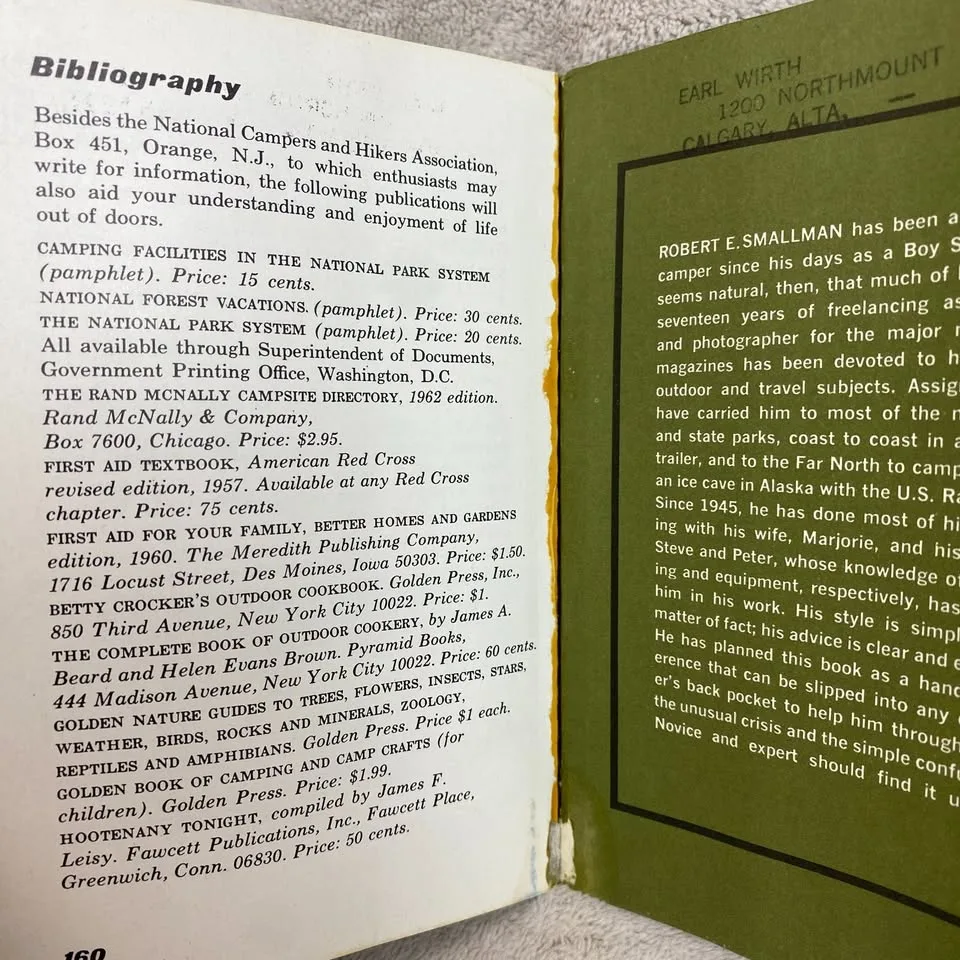 Bibliography
Besides the National Campers and Hikers Association,
Box 451, Orange, N.J., to which enthusiasts may
write for information, the following publications will
also aid your understanding and enjoyment of life
out of doors.
CAMPING FACILITIES IN THE NATIONAL PARK SYSTEM
(pamphlet). Price: 15 cents.
NATIONAL FOREST VACATIONS. (pamphlet). Price: 30 cents.
THE NATIONAL PARK SYSTEM (pamphlet). Price: 20 cents.
All available through Superintendent of Documents,
Government Printing Office, Washington, D.C.
THE RAND MCNALLY CAMPSITE DIRECTORY, 1962 edition.
Rand McNally & Company,
Box 7600, Chicago. Price: $2.95.
FIRST AID TEXTBOOK, American Red Cross
revised edition, 1957. Available at any Red Cross
chapter. Price: 75 cents.
FIRST AID FOR YOUR FAMILY, BETTER HOMES AND GARDENS
edition, 1960. The Meredith Publishing Company,
1716 Locust Street, Des Moines, Iowa 50303. Price: $1.50.
BETTY CROCKER'S OUTDOOR COOKBOOK. Golden Press, Inc.,
850 Third Avenue, New York City 10022. Price: $1.
THE COMPLETE BOOK OF OUTDOOR COOKERY, by James A.
Beard and Helen Evans Brown. Pyramid Books,
444 Madison Avenue, New York City 10022. Price: 60 cents.
GOLDEN NATURE GUIDES TO TREES, FLOWERS, INSECTS, STARS,
WEATHER, BIRDS, ROCKS AND MINERALS, ZOOLOGY,
REPTILES AND AMPHIBIANS. Golden Press. Price $1 each.
GOLDEN BOOK OF CAMPING AND CAMP CRAFTS (for
children). Golden Press. Price: $1.99.
HOOTENANY TONIGHT, compiled by James F.
Leisy. Fawcett Publications, Inc., Fawcett Place,
Greenwich, Conn. 06830. Price: 50 cents.
160
EARL WIRTH
1200 NORTHMOUNT
CALGARY, ALTA.
ROBERT E. SMALLMAN has been a
camper since his days as a Boy S
seems natural, then, that much of
seventeen years of freelancing as
and photographer for the major
magazines has been devoted to h
outdoor and travel subjects. Assig
have carried him to most of the
and state parks, coast to coast in a
trailer, and to the Far North to camp
an ice cave in Alaska with the U.S. Ra
Since 1945, he has done most of hi
ing with his wife, Marjorie, and his
Steve and Peter, whose knowledge of
ing and equipment, respectively, has
him in his work. His style is simpl
matter of fact; his advice is clear and e
He has planned this book as a hand
erence that can be slipped into any
er's back pocket to help him through
the unusual crisis and the simple confu
Novice and expert should find it u